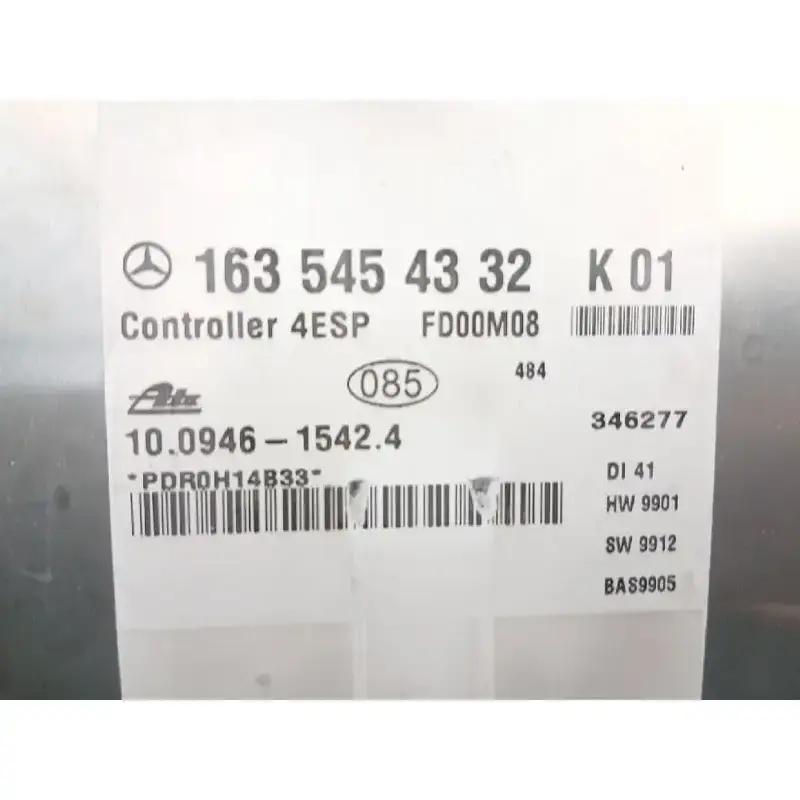 163 545 43 32 K 01
Controller 4ESP FD00M08
085 484
Ate
10.0946-1542.4 346277
*PDR0H14B33*
DI 41
HW 9901
SW 9912
BAS9905